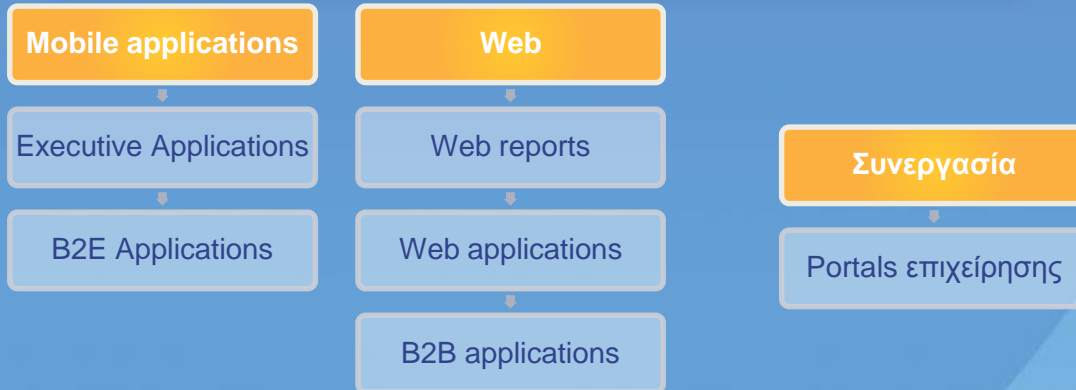 Mobile applications
Executive Applications
B2E Applications
Web
Web reports
Web applications
B2B applications
Συνεργασία
Portals επιχείρησης